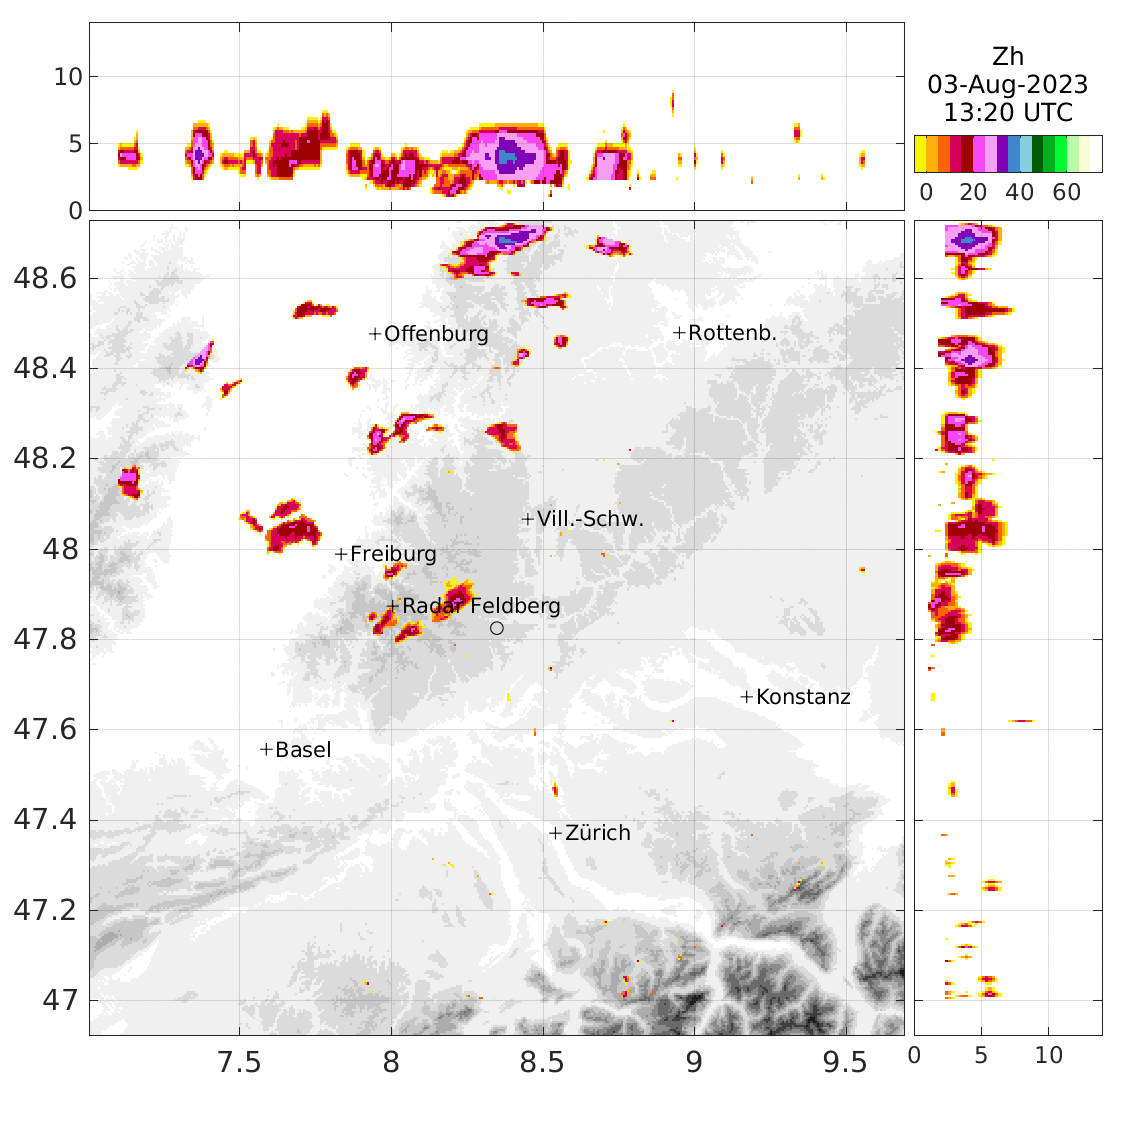 10
5
0
Zh
03-Aug-2023
13:20 UTC
0 20 40 60
48.6
+Offenburg
+Rottenb.
48.4
48.2
+Vill.-Schw.
48
+Freiburg
+Radar Feldberg
47.8
+Konstanz
47.6
+Basel
47.4
+Zürich
47.2
47
7.5 8 8.5 9 9.5
0 5 10